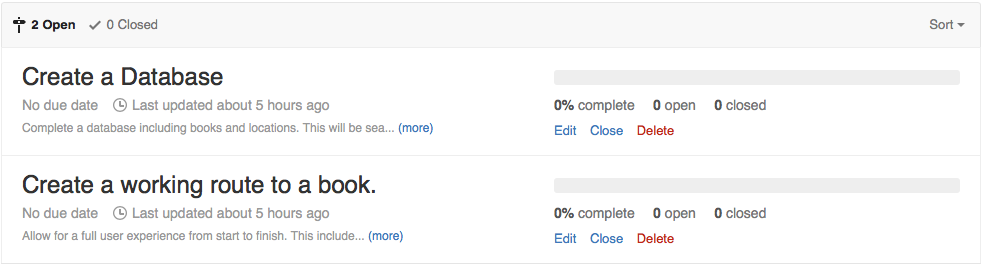 2 Open 0 Closed Sort
Create a Database
No due date Last updated about 5 hours ago
Complete a database including books and locations. This will be sea... (more)
0% complete 0 open 0 closed
Edit Close Delete
Create a working route to a book.
No due date Last updated about 5 hours ago
Allow for a full user experience from start to finish. This include... (more)
0% complete 0 open 0 closed
Edit Close Delete